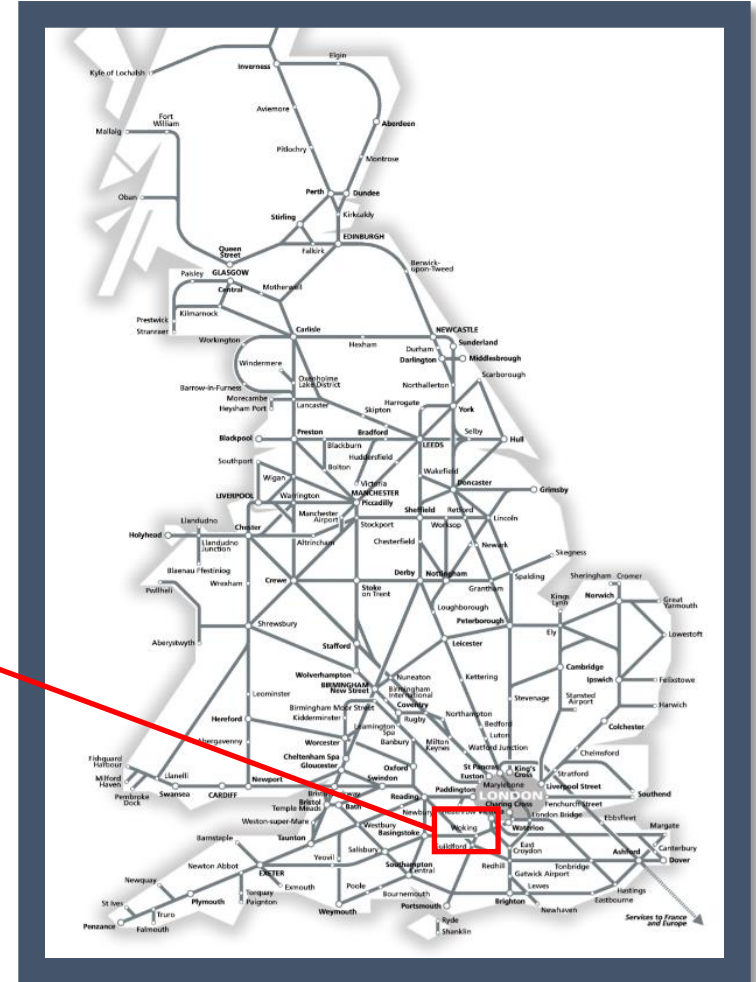 Elgin
Inverness
Kyle of Lochalsh
Aviemore
Fort
William
Aberdeen
Mallaig
Pitlochry
Montrose
Perth
Dundee
Oban
Stirling
Kirkcaldy
EDINBURGH
Queen
Street
Falkirk
Berwick-
upon-Tweed
Paisley
GLASGOW
Central
Motherwell
Prestwick
Kilmarnock
Stranraer
Carlisle
NEWCASTLE
Workington
Hexham
Sunderland
Durham
Darlington
Middlesbrough
Windermere
Scarborough
Oxenholme
Lake District
Barrow-in-Furness
Northallerton
Morecambe
Lancaster
Harrogate
York
Heysham Port
Skipton
Blackpool
Preston
Bradford
Selby
Hull
Blackburn
LEEDS
Huddersfield
Southport
Bolton
Wakefield
Wigan
Victoria
Doncaster
MANCHESTER
LIVERPOOL
Warrington
Piccadilly
Grimsby
Manchester
Airport
Sheffield
Retford
Llandudno
Stockport
Worksop
Lincoln
Holyhead
Chester
Llandudno
Junction
Altrincham
Chesterfield
Newark
Skegness
Blaenau Ffestiniog
Derby
Nottingham
Pwllheli
Wrexham
Crewe
Stoke
on Trent
Grantham
Spalding
Sheringham
Cromer
Kings
Lynn
Norwich
Great
Yarmouth
Loughborough
Peterborough
Shrewsbury
Ely
Lowestoft
Aberystwyth
Stafford
Leicester
Wolverhampton
Cambridge
Nuneaton
Kettering
BIRMINGHAM
New Street
Birmingham
International
Ipswich
Felixstowe
Leominster
Birmingham Moor Street
Coventry
Stevenage
Stansted
Airport
Harwich
Kidderminster
Rugby
Northampton
Hereford
Leamington
Spa
Bedford
Colchester
Abergavenny
Worcester
Banbury
Milton
Keynes
Luton
Watford Junction
Chelmsford
Fishguard
Harbour
Cheltenham Spa
Gloucester
Oxford
St Pancras
King's
Cross
Euston
Stratford
Milford
Haven
Llanelli
Newport
Swindon
Marylebone
Liverpool Street
Pembroke
Dock
Swansea
CARDIFF
Paddington
LONDON
Southend
Reading
Bristol
Temple Meads
Bath
Charing Cross
Fenchurch Street
Newbury
London Bridge
Ebbsfleet
Weston-super-Mare
Westbury
Woking
Waterloo
Margate
Barnstaple
Taunton
Basingstoke
Guildford
East
Croydon
Canterbury
Salisbury
Redhill
Tonbridge
Ashford
Dover
Newton Abbot
Yeovil
Southampton
Central
Gatwick Airport
EXETER
Newquay
Exmouth
Poole
Lewes
Hastings
Torquay
Paignton
Bournemouth
Eastbourne
St Ives
Plymouth
Weymouth
Portsmouth
Brighton
Newhaven
Truro
Ryde
Services to France
and Europe
Penzance
Falmouth
Shanklin